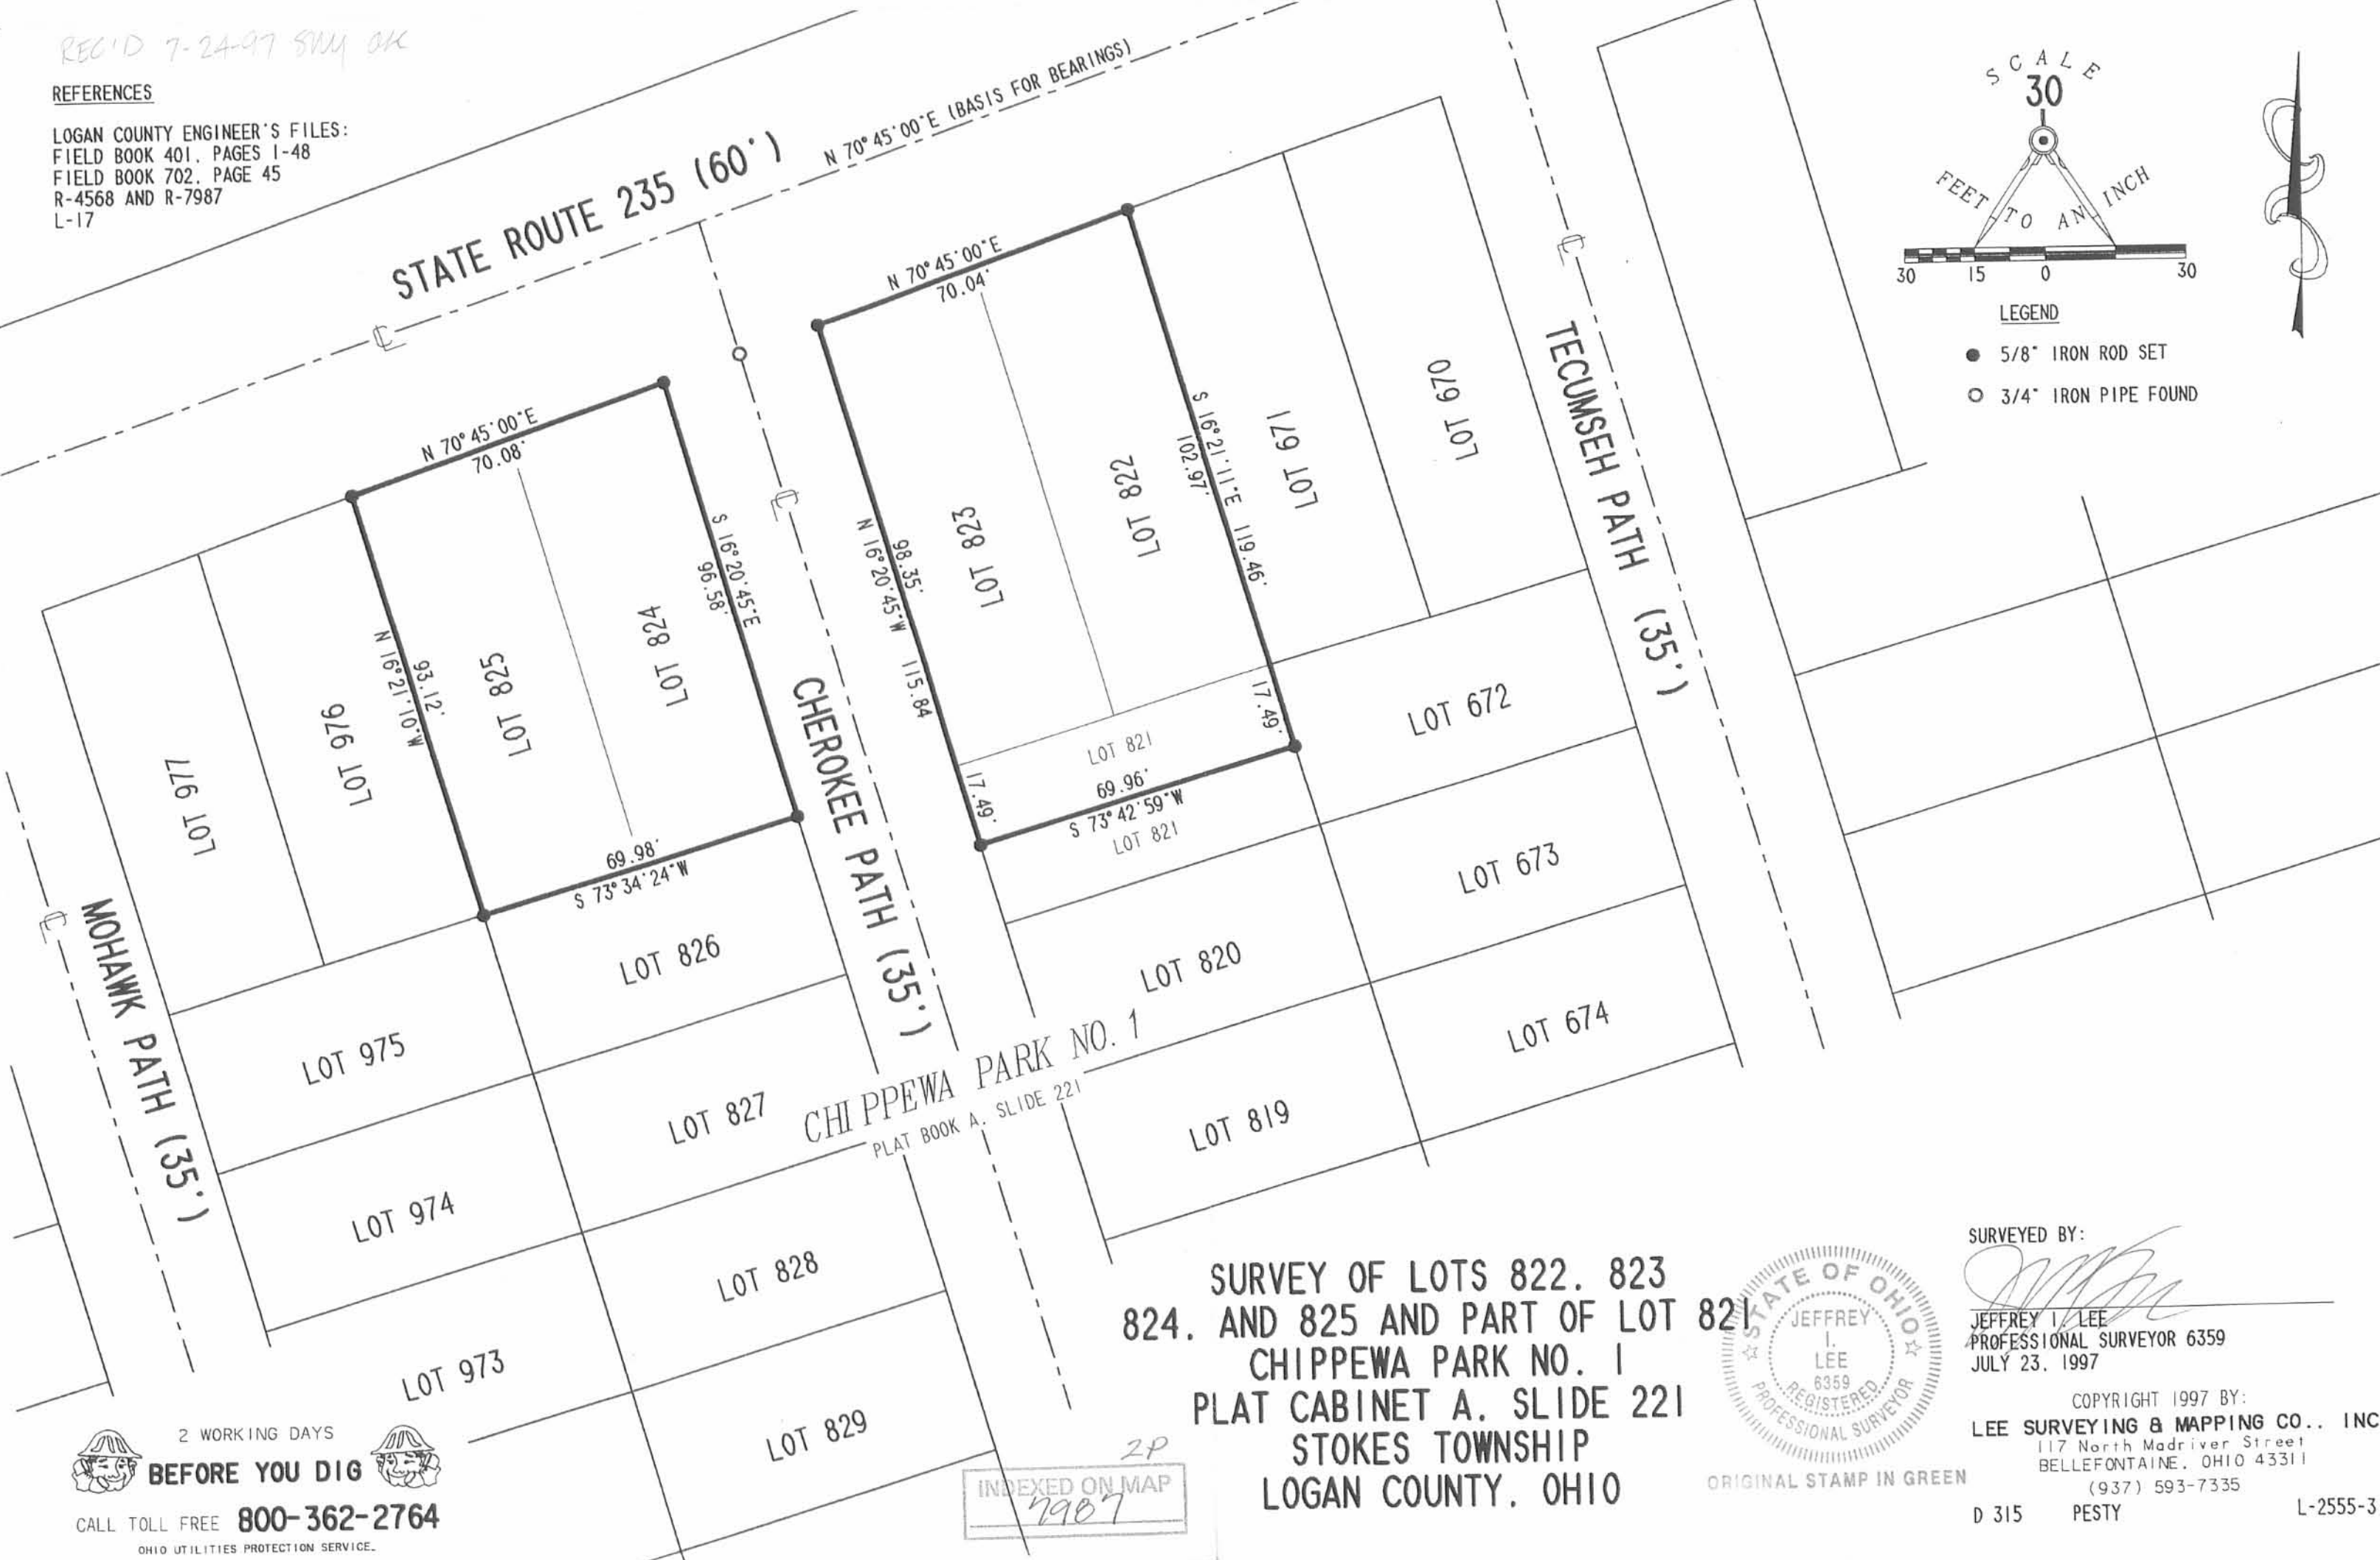 REC'D 7-24-97
REFERENCES
LOGAN COUNTY ENGINEER'S FILES:
FIELD BOOK 401, PAGES 1-48
FIELD BOOK 702, PAGE 45
R-4568 AND R-7987
L-17
STATE ROUTE 235 (60')
N 70°45'00"E (BASIS FOR BEARINGS)
SCALE
30
FEET TO AN INCH
30 15 0 30
LEGEND
5/8" IRON ROD SET
3/4" IRON PIPE FOUND
N 70°45'00"E
70.04'
N 70°45'00"E
70.08'
S 16°21'11"E 119.46'
102.97'
17.49'
N 16°20'45"W 115.84
98.35'
17.49'
S 16°20'45"E
96.58'
N 16°21'10"W
93.12'
69.98'
S 73°34'24"W
69.96'
S 73°42'59"W
LOT 977
LOT 976
LOT 825
LOT 824
LOT 823
LOT 822
LOT 671
LOT 670
LOT 821
LOT 821
LOT 672
LOT 673
LOT 674
LOT 820
LOT 819
LOT 826
LOT 827
LOT 828
LOT 829
LOT 975
LOT 974
LOT 973
MOHAWK PATH (35')
CHEROKEE PATH (35')
TECUMSEH PATH (35')
CHIPPEWA PARK NO. 1
PLAT BOOK A, SLIDE 221
SURVEY OF LOTS 822, 823
824, AND 825 AND PART OF LOT 821
CHIPPEWA PARK NO. 1
PLAT CABINET A, SLIDE 221
STOKES TOWNSHIP
LOGAN COUNTY, OHIO
STATE OF OHIO
JEFFREY
I.
LEE
6359
REGISTERED
PROFESSIONAL SURVEYOR
ORIGINAL STAMP IN GREEN
SURVEYED BY:
JEFFREY I. LEE
PROFESSIONAL SURVEYOR 6359
JULY 23, 1997
COPYRIGHT 1997 BY:
LEE SURVEYING & MAPPING CO., INC
117 North Madriver Street
BELLEFONTAINE, OHIO 43311
(937) 593-7335
D 315 PESTY L-2555-3
2 WORKING DAYS
BEFORE YOU DIG
CALL TOLL FREE 800-362-2764
OHIO UTILITIES PROTECTION SERVICE
2P
INDEXED ON MAP
7987